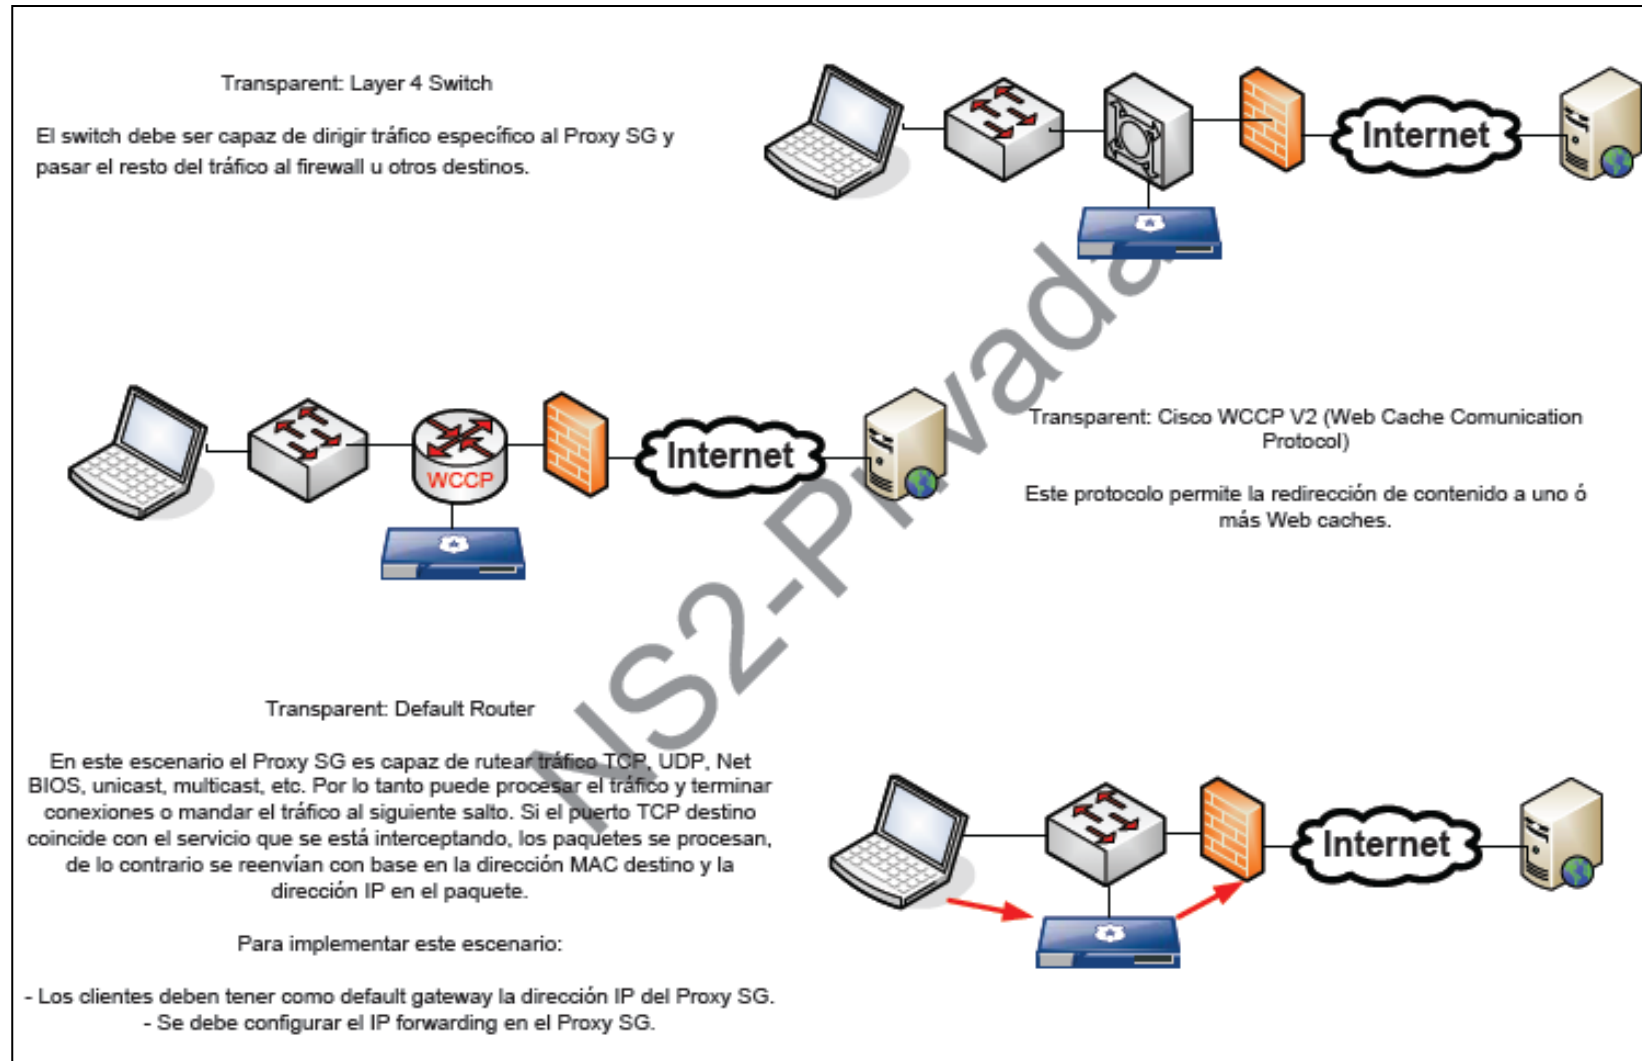 Transparent: Layer 4 Switch
El switch debe ser capaz de dirigir tráfico específico al Proxy SG y
pasar el resto del tráfico al firewall u otros destinos.
Internet
WCCP
Internet
Transparent: Cisco WCCP V2 (Web Cache Comunication
Protocol)
Este protocolo permite la redirección de contenido a uno ó
más Web caches.
NS2-Privada
Transparent: Default Router
En este escenario el Proxy SG es capaz de rutear tráfico TCP, UDP, Net
BIOS, unicast, multicast, etc. Por lo tanto puede procesar el tráfico y terminar
conexiones o mandar el tráfico al siguiente salto. Si el puerto TCP destino
coincide con el servicio que se está interceptando, los paquetes se procesan,
de lo contrario se reenvían con base en la dirección MAC destino y la
dirección IP en el paquete.
Para implementar este escenario:
- Los clientes deben tener como default gateway la dirección IP del Proxy SG.
- Se debe configurar el IP forwarding en el Proxy SG.
Internet